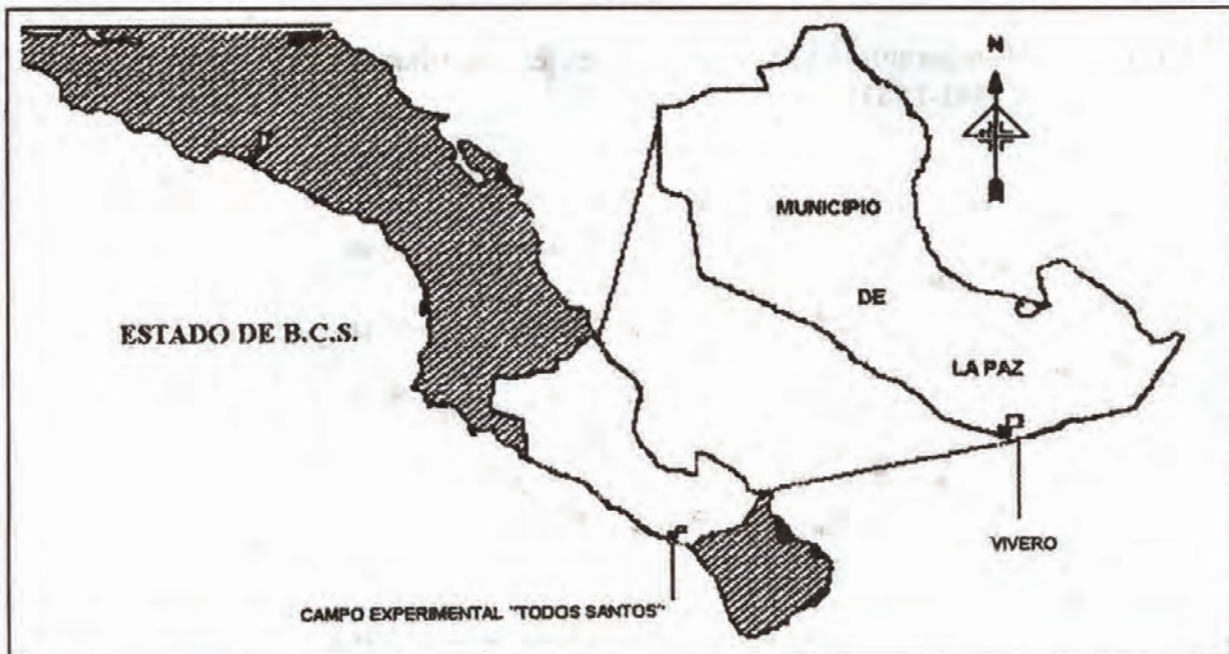 N
MUNICIPIO
DE
LA PAZ
ESTADO DE B.C.S.
VIVERO
CAMPO EXPERIMENTAL "TODOS SANTOS"